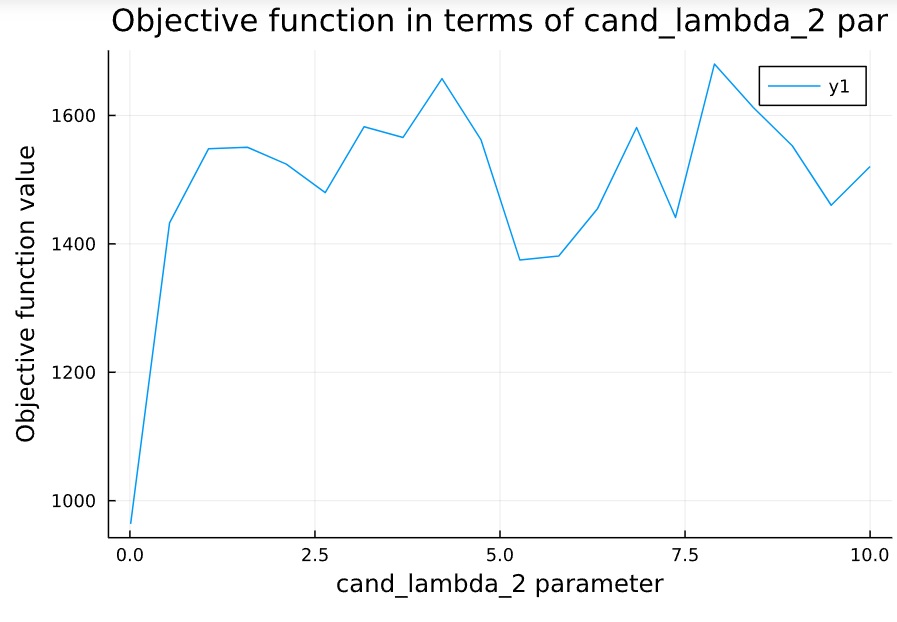 Objective function in terms of cand_lambda_2 par
y1
1600
1400
1200
1000
Objective function value
0.0 2.5 5.0 7.5 10.0
cand_lambda_2 parameter